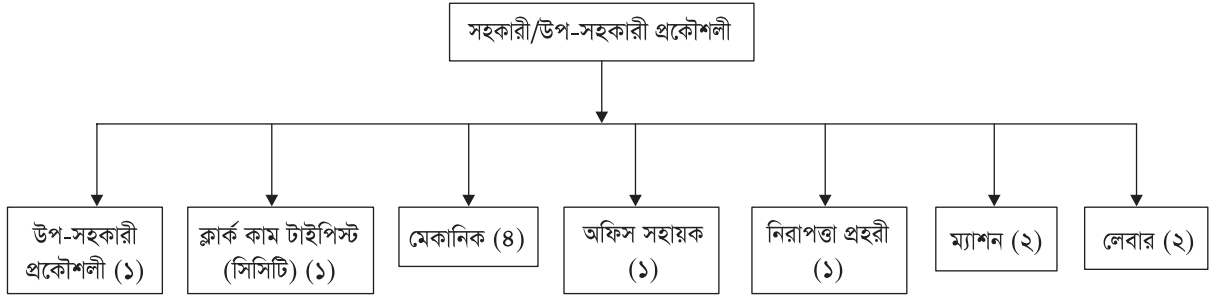 সহকারী/উপ-সহকারী প্রকৌশলী
উপ-সহকারী
প্রকৌশলী (১)
ক্লার্ক কাম টাইপিস্ট
(সিসিটি) (১)
মেকানিক (৪)
অফিস সহায়ক
(১)
নিরাপত্তা প্রহরী
(১)
ম্যাশন (২)
লেবার (২)